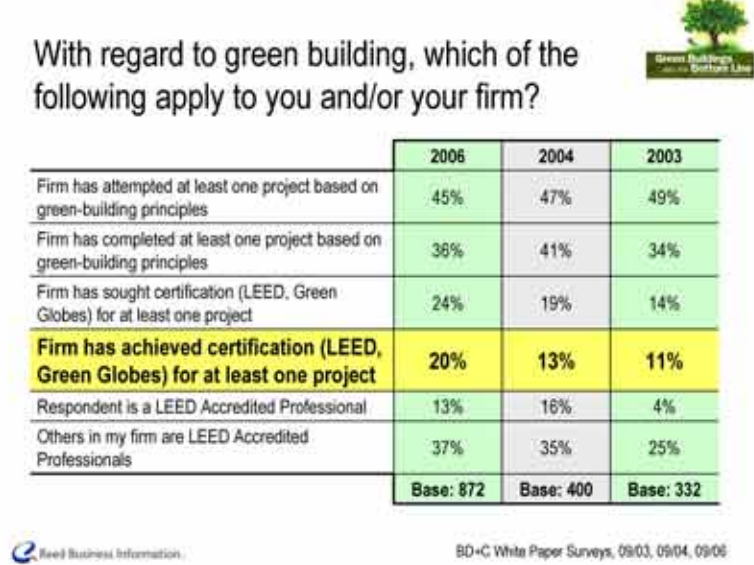 With regard to green building, which of the
following apply to you and/or your firm?
Green Buildings
and the Bottom Line
2006 2004 2003
Firm has attempted at least one project based on
green-building principles
45% 47% 49%
Firm has completed at least one project based on
green-building principles
36% 41% 34%
Firm has sought certification (LEED, Green
Globes) for at least one project
24% 19% 14%
Firm has achieved certification (LEED,
Green Globes) for at least one project
20% 13% 11%
Respondent is a LEED Accredited Professional 13% 16% 4%
Others in my firm are LEED Accredited
Professionals
37% 35% 25%
Base: 872 Base: 400 Base: 332
Reed Business Information.
BD+C White Paper Surveys, 09/03, 09/04, 09/06